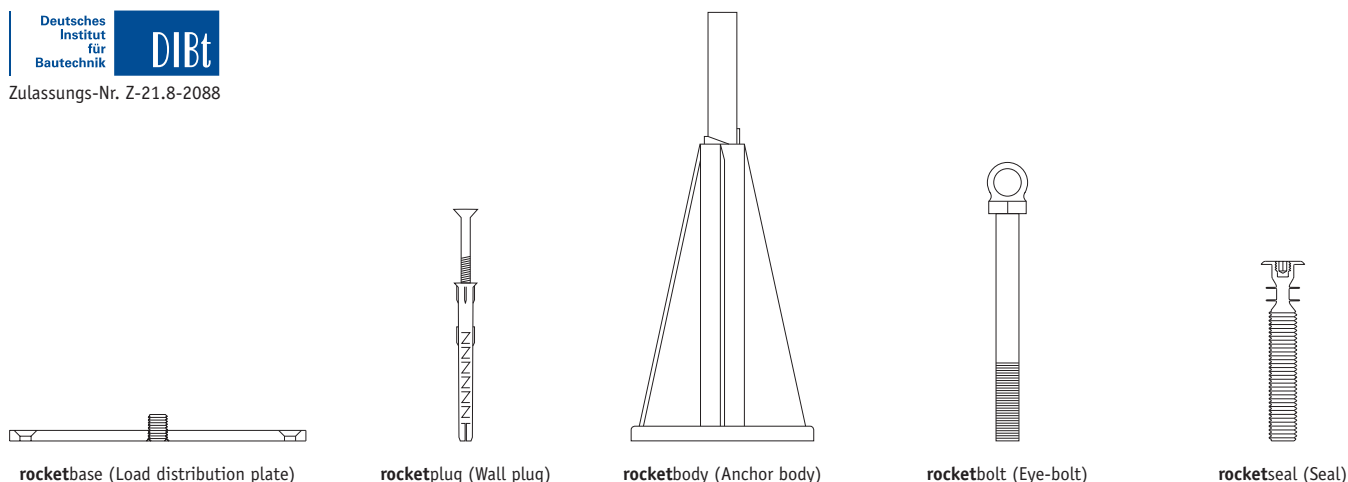 Deutsches
Institut
für
Bautechnik
DIBt
Zulassungs-Nr. Z-21.8-2088
rocketbase (Load distribution plate)
rocketplug (Wall plug)
rocketbody (Anchor body)
rocketbolt (Eye-bolt)
rocketseal (Seal)